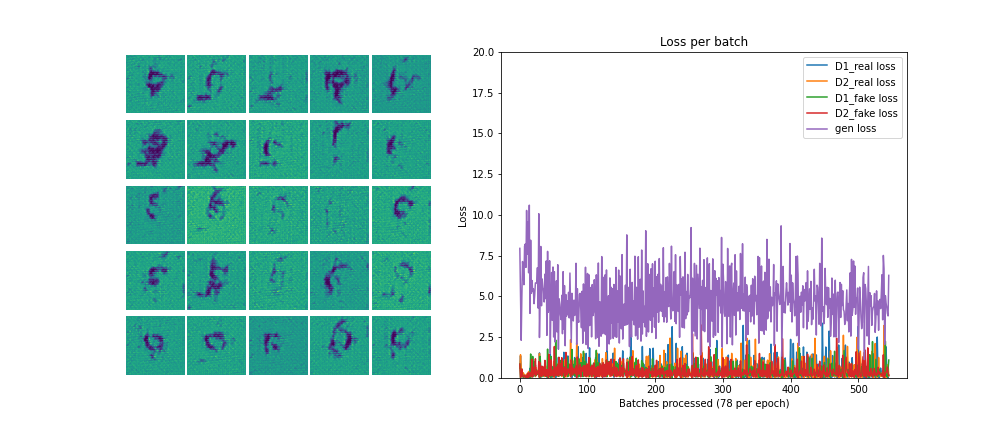 Loss per batch
20.0
17.5
15.0
12.5
10.0
7.5
5.0
2.5
0.0
Loss
D1_real loss
D2_real loss
D1_fake loss
D2_fake loss
gen loss
0
100
200
300
400
500
Batches processed (78 per epoch)